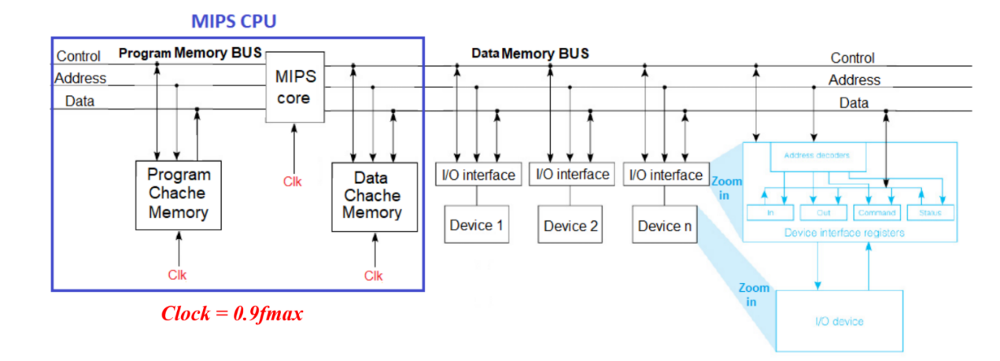 MIPS CPU
Control
Program Memory BUS
Address
Data
MIPS
core
Data Memory BUS
Control
Address
Data
Program
Chache
Memory
Clk
Clk
Data
Chache
Memory
Clk
I/O interface
I/O interface
I/O interface
Device 1
Device 2
Device n
Zoom
in
Address decoders
In
Out
Command
Status
Device interface registers
Zoom
in
I/O device
Clock = 0.9fmax